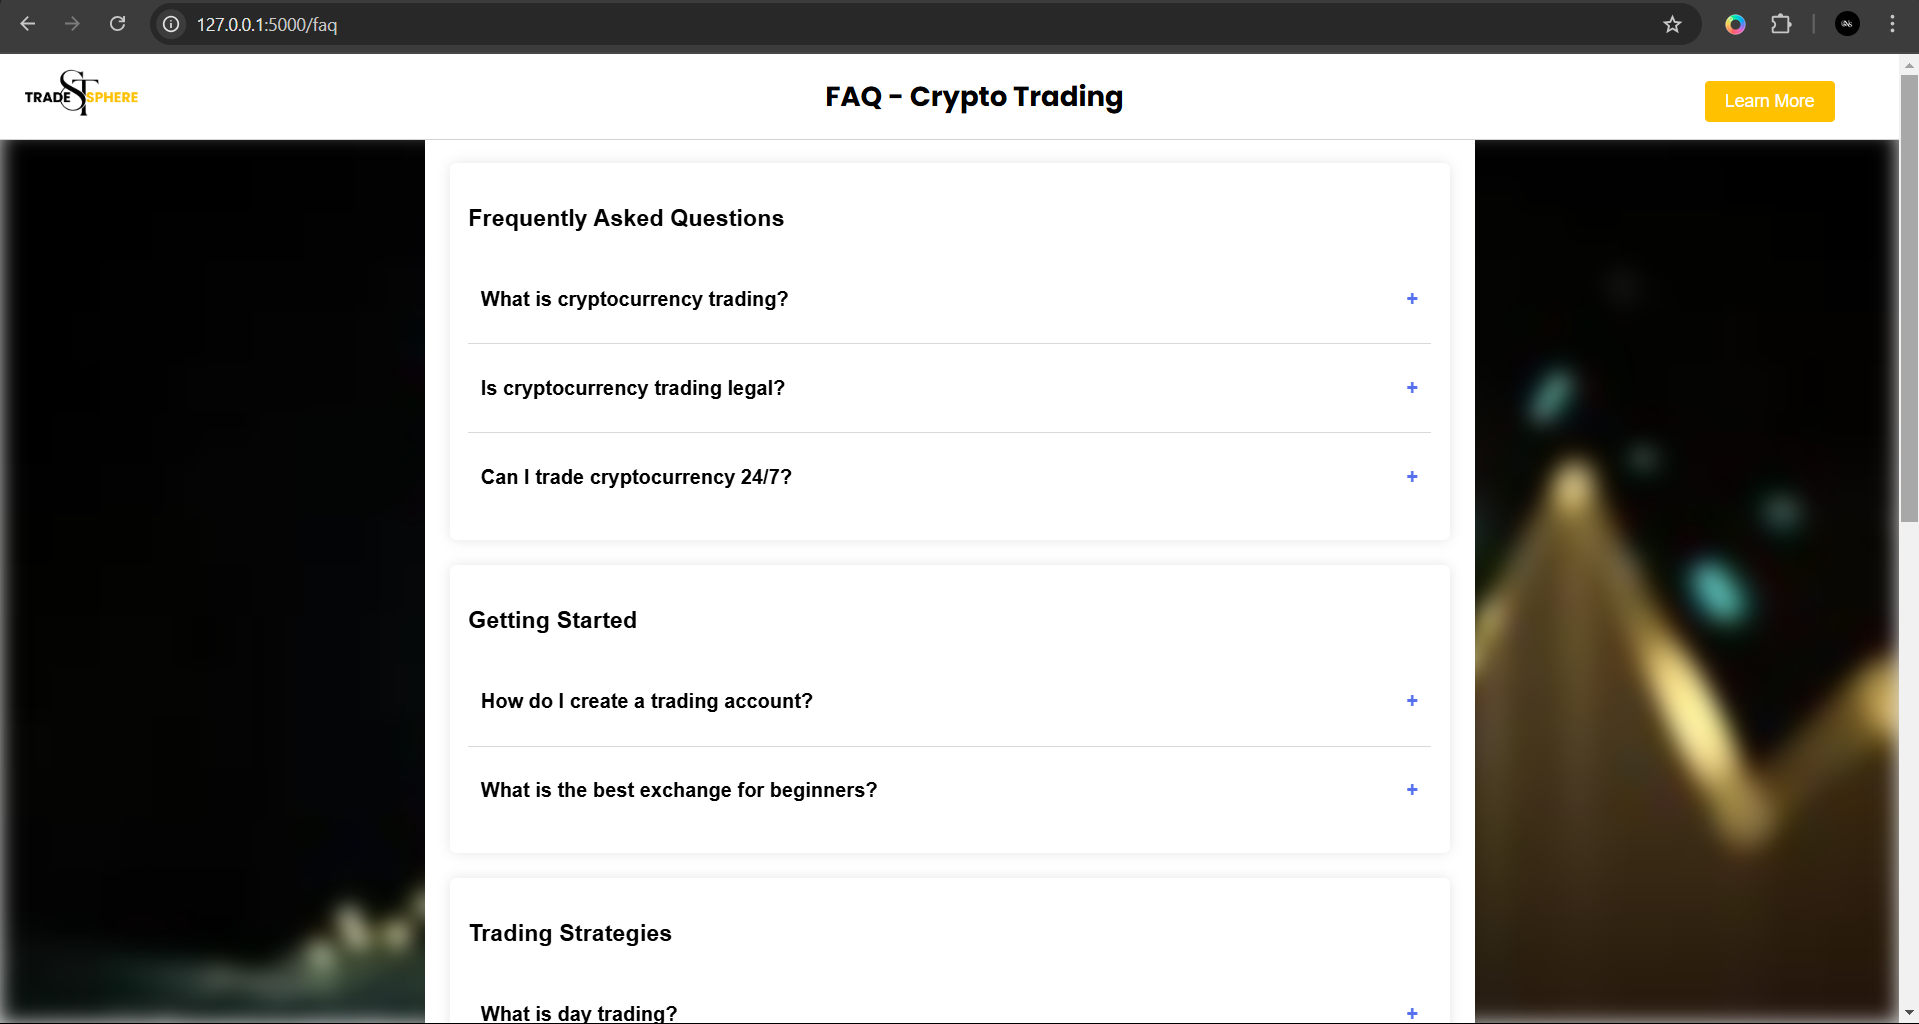 127.0.0.1:5000/faq
TRADE ST SPHERE
FAQ - Crypto Trading
Learn More
Frequently Asked Questions
What is cryptocurrency trading? +
Is cryptocurrency trading legal? +
Can I trade cryptocurrency 24/7? +
Getting Started
How do I create a trading account? +
What is the best exchange for beginners? +
Trading Strategies
What is day trading? +